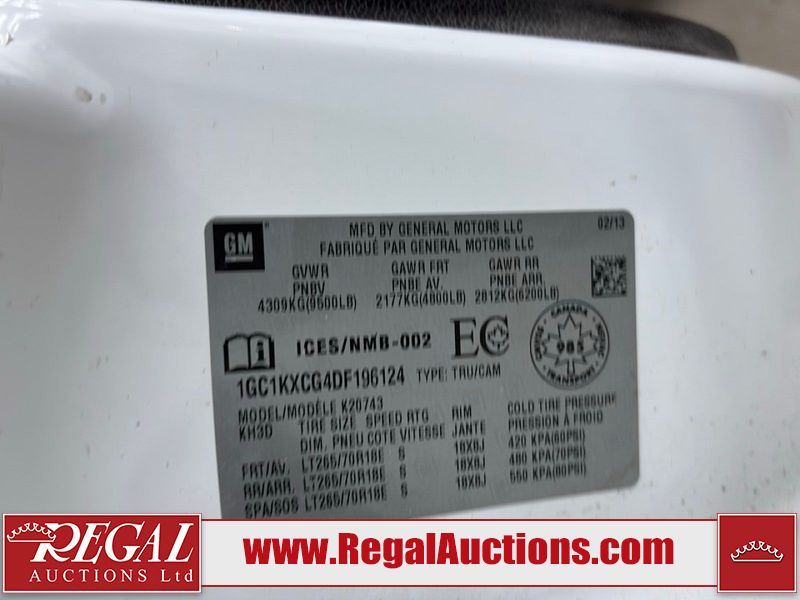 GM
MFD BY GENERAL MOTORS LLC 02/13
FABRIQUÉ PAR GENERAL MOTORS LLC
GVWR GAWR FRT GAWR RR
PNBV PNBE AV. PNBE ARR.
4309KG(9500LB) 2177KG(4800LB) 2812KG(6200LB)
ICES/NMB-002 EC
CANADA
985
TRANSPORT
1GC1KXCG4DF196124 TYPE: TRU/CAM
MODEL/MODÈLE K20743
KH3D TIRE SIZE SPEED RTG RIM COLD TIRE PRESSURE
DIM. PNEU COTE VITESSE JANTE PRESSION À FROID
FRT/AV. LT265/70R18E S 18X8J 420 KPA(60PSI)
RR/ARR. LT265/70R18E S 18X8J 480 KPA(70PSI)
SPA/SOS LT265/70R18E S 18X8J 550 KPA(80PSI)
REGAL
AUCTIONS Ltd
www.RegalAuctions.com